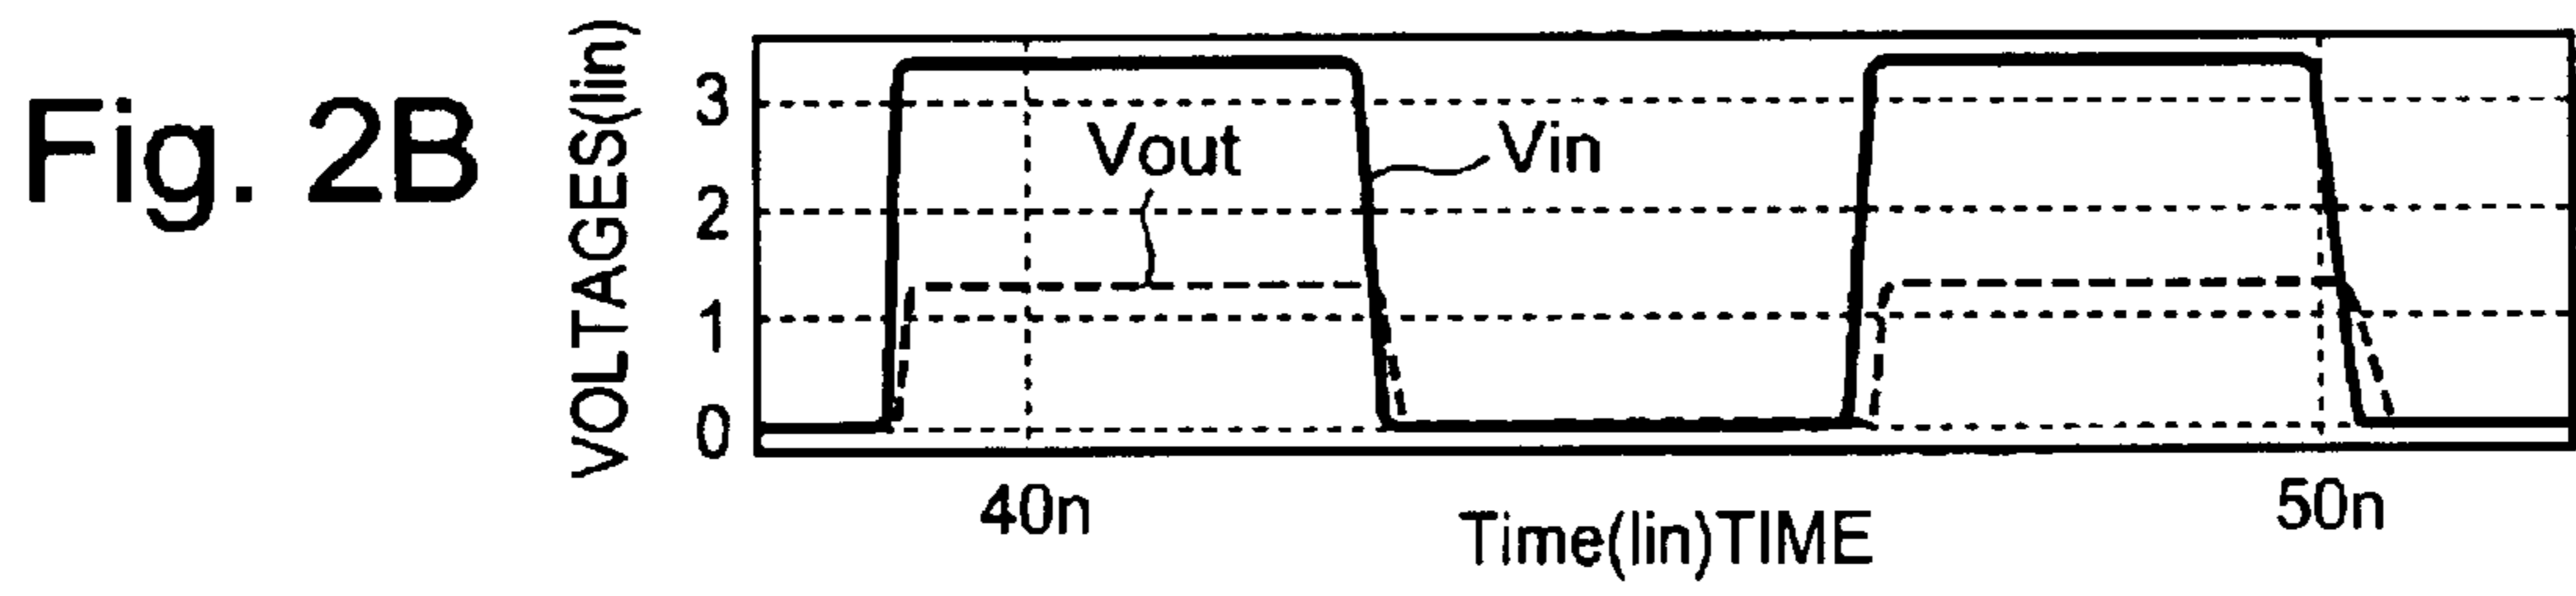 Fig. 2B
VOLTAGES(lin)
3
2
1
0
Vout
Vin
40n
50n
Time(lin)TIME